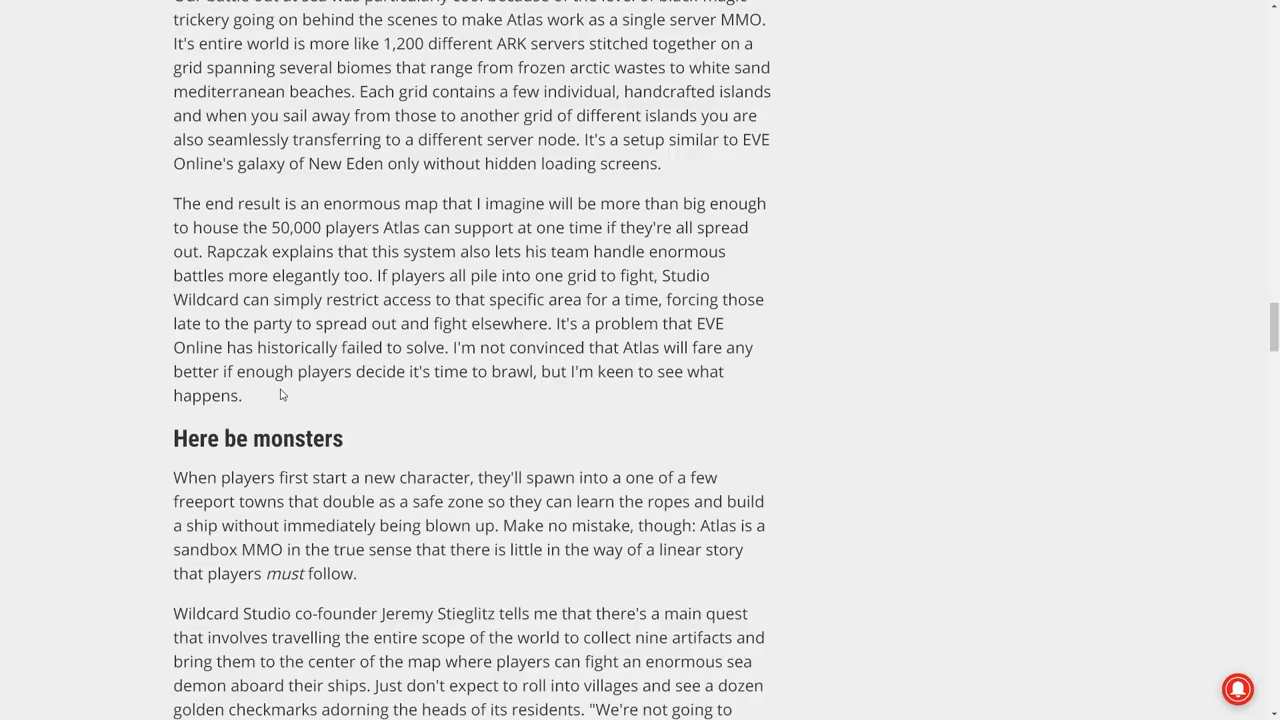 trickery going on behind the scenes to make Atlas work as a single server MMO.
It's entire world is more like 1,200 different ARK servers stitched together on a
grid spanning several biomes that range from frozen arctic wastes to white sand
mediterranean beaches. Each grid contains a few individual, handcrafted islands
and when you sail away from those to another grid of different islands you are
also seamlessly transferring to a different server node. It's a setup similar to EVE
Online's galaxy of New Eden only without hidden loading screens.
The end result is an enormous map that I imagine will be more than big enough
to house the 50,000 players Atlas can support at one time if they're all spread
out. Rapczak explains that this system also lets his team handle enormous
battles more elegantly too. If players all pile into one grid to fight, Studio
Wildcard can simply restrict access to that specific area for a time, forcing those
late to the party to spread out and fight elsewhere. It's a problem that EVE
Online has historically failed to solve. I'm not convinced that Atlas will fare any
better if enough players decide it's time to brawl, but I'm keen to see what
happens.
Here be monsters
When players first start a new character, they'll spawn into a one of a few
freeport towns that double as a safe zone so they can learn the ropes and build
a ship without immediately being blown up. Make no mistake, though: Atlas is a
sandbox MMO in the true sense that there is little in the way of a linear story
that players must follow.
Wildcard Studio co-founder Jeremy Stieglitz tells me that there's a main quest
that involves travelling the entire scope of the world to collect nine artifacts and
bring them to the center of the map where players can fight an enormous sea
demon aboard their ships. Just don't expect to roll into villages and see a dozen
golden checkmarks adorning the heads of its residents. "We're not going to